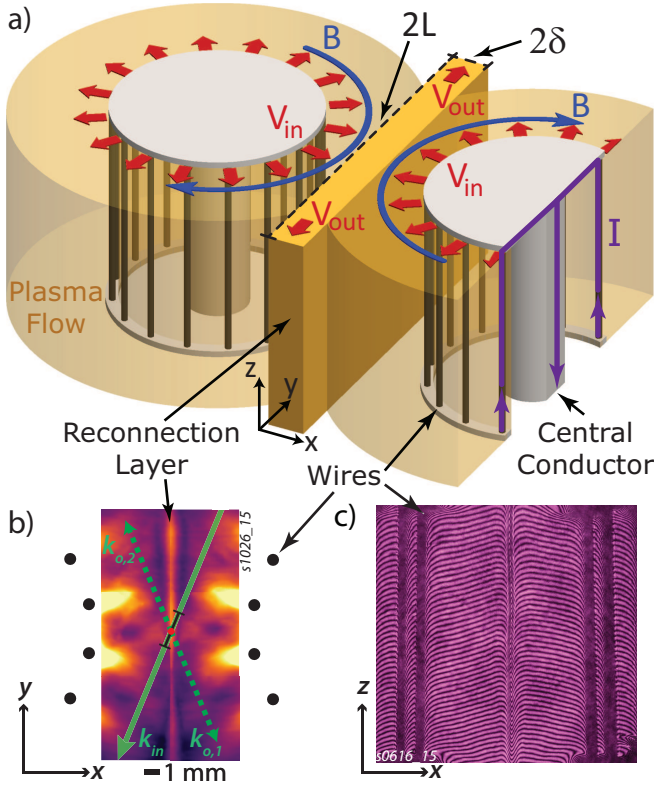 a)
2L
2δ
B
V_out
B
V_in
V_in
V_out
I
Plasma
Flow
z
y
x
Reconnection
Layer
Wires
Central
Conductor
b)
c)
s1026_15
k_o,2
y
k_in
k_o,1
x
1 mm
z
s0616_15
x